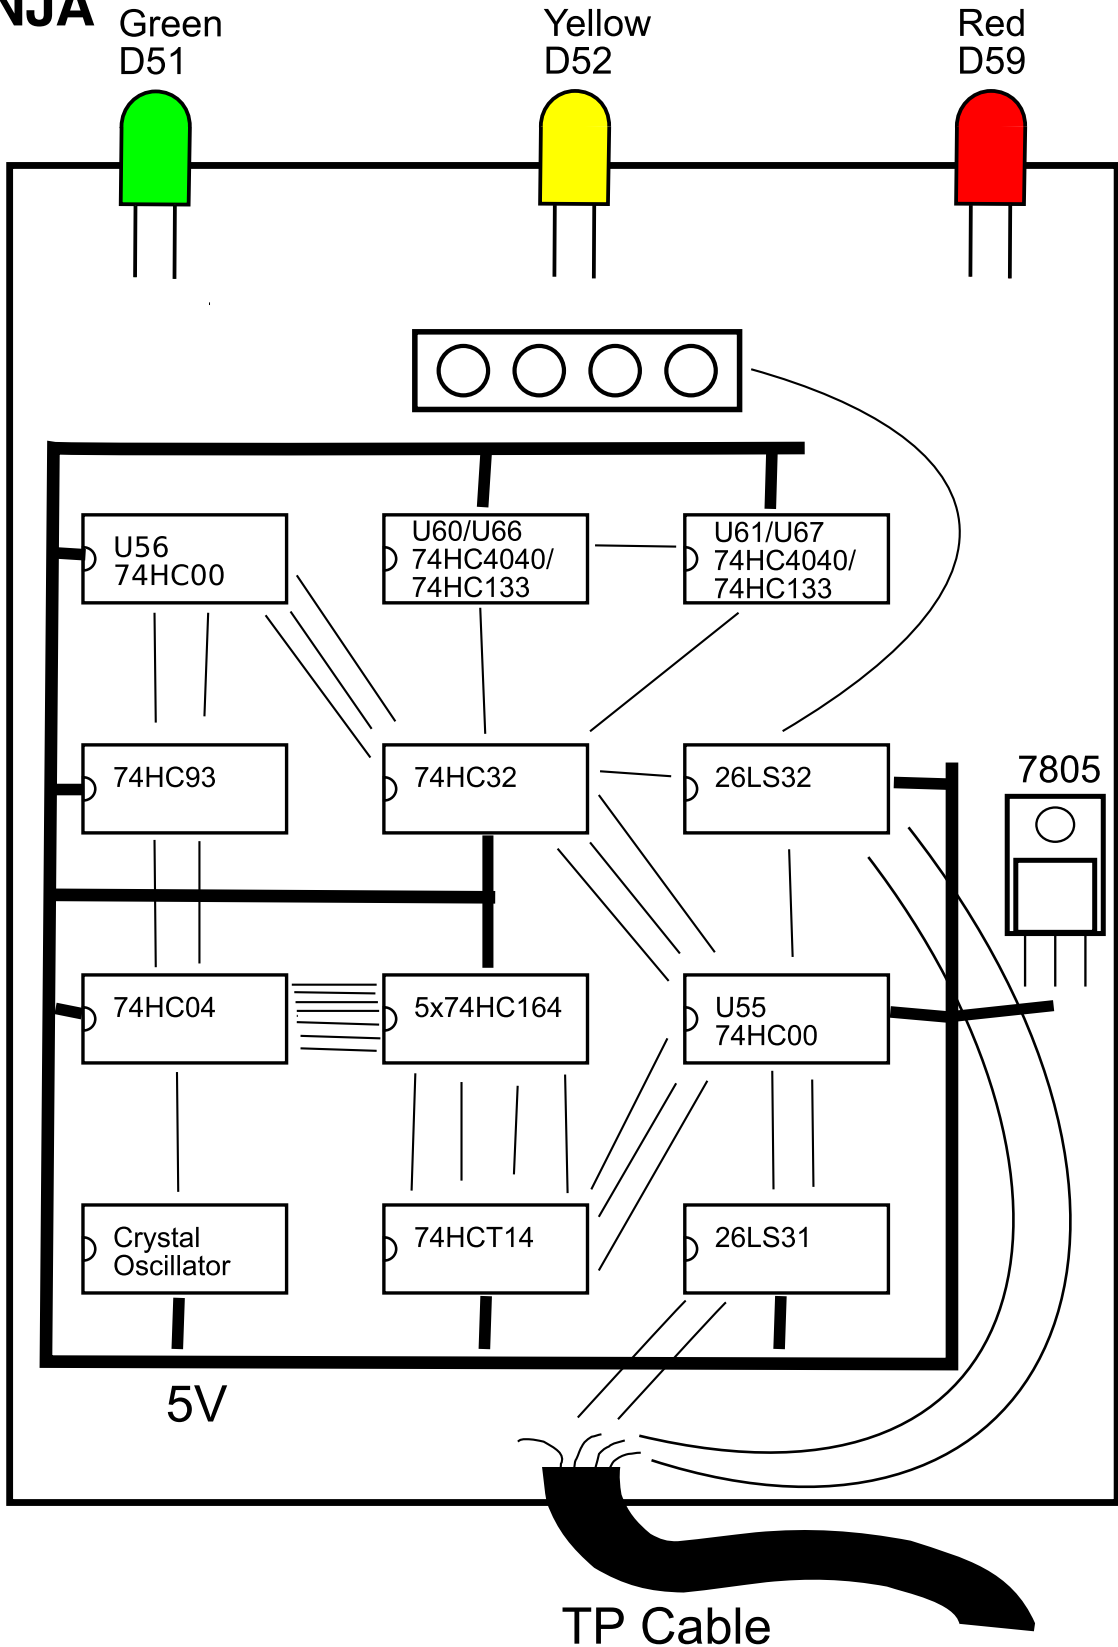 NJA
Green
D51
Yellow
D52
Red
D59
U56
74HC00
U60/U66
74HC4040/
74HC133
U61/U67
74HC4040/
74HC133
74HC93
74HC32
26LS32
7805
74HC04
5x74HC164
U55
74HC00
Crystal
Oscillator
74HCT14
26LS31
5V
TP Cable